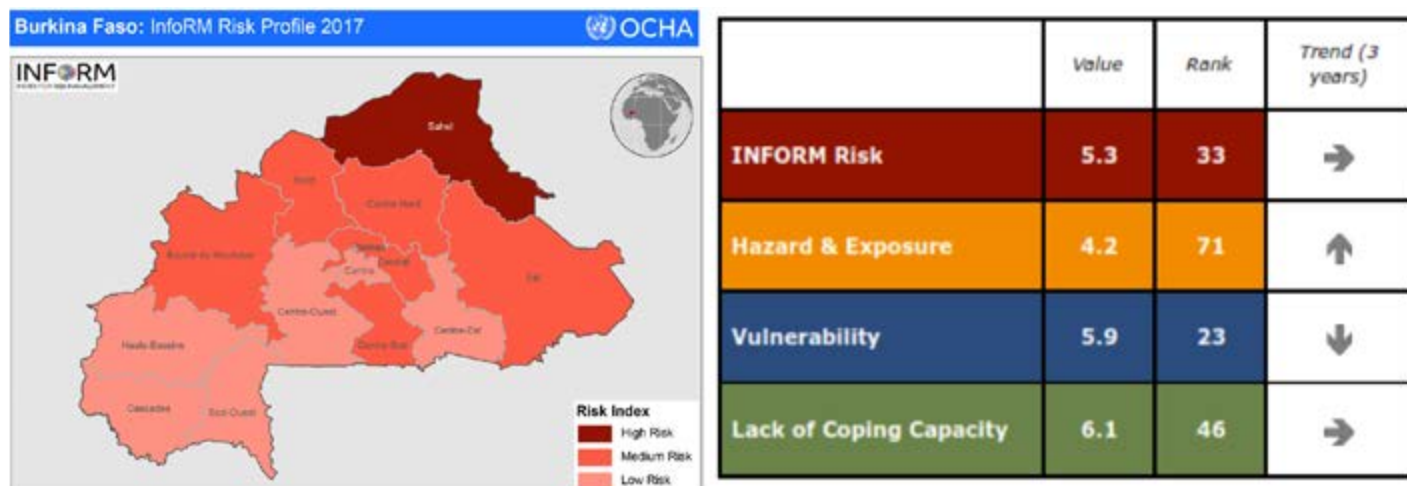 Burkina Faso: InfoRM Risk Profile 2017
OCHA
INFORM
Sahel
Nord
Centre-Nord
Boucle du Mouhoun
Centre
Est
Centre-Ouest
Centre-Est
Centre-Sud
Hauts-Bassins
Cascades
Sud-Ouest
Risk Index
High Risk
Medium Risk
Low Risk
Value Rank Trend (3
years)
INFORM Risk 5.3 33
Hazard & Exposure 4.2 71
Vulnerability 5.9 23
Lack of Coping Capacity 6.1 46